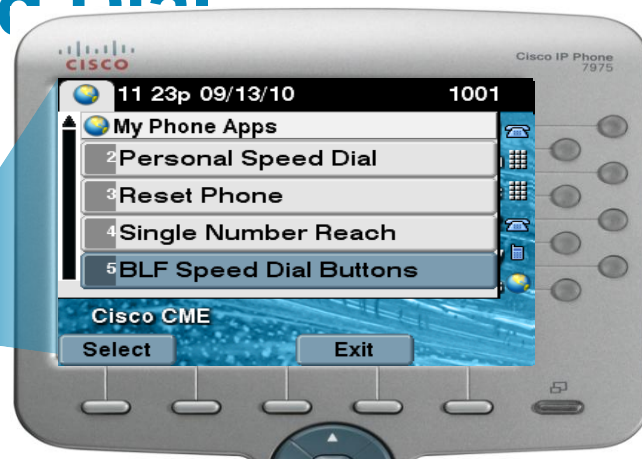 d Dial
CISCO
Cisco IP Phone
7975
11 23p 09/13/10 1001
My Phone Apps
2 Personal Speed Dial
3 Reset Phone
4 Single Number Reach
5 BLF Speed Dial Buttons
Cisco CME
Select Exit